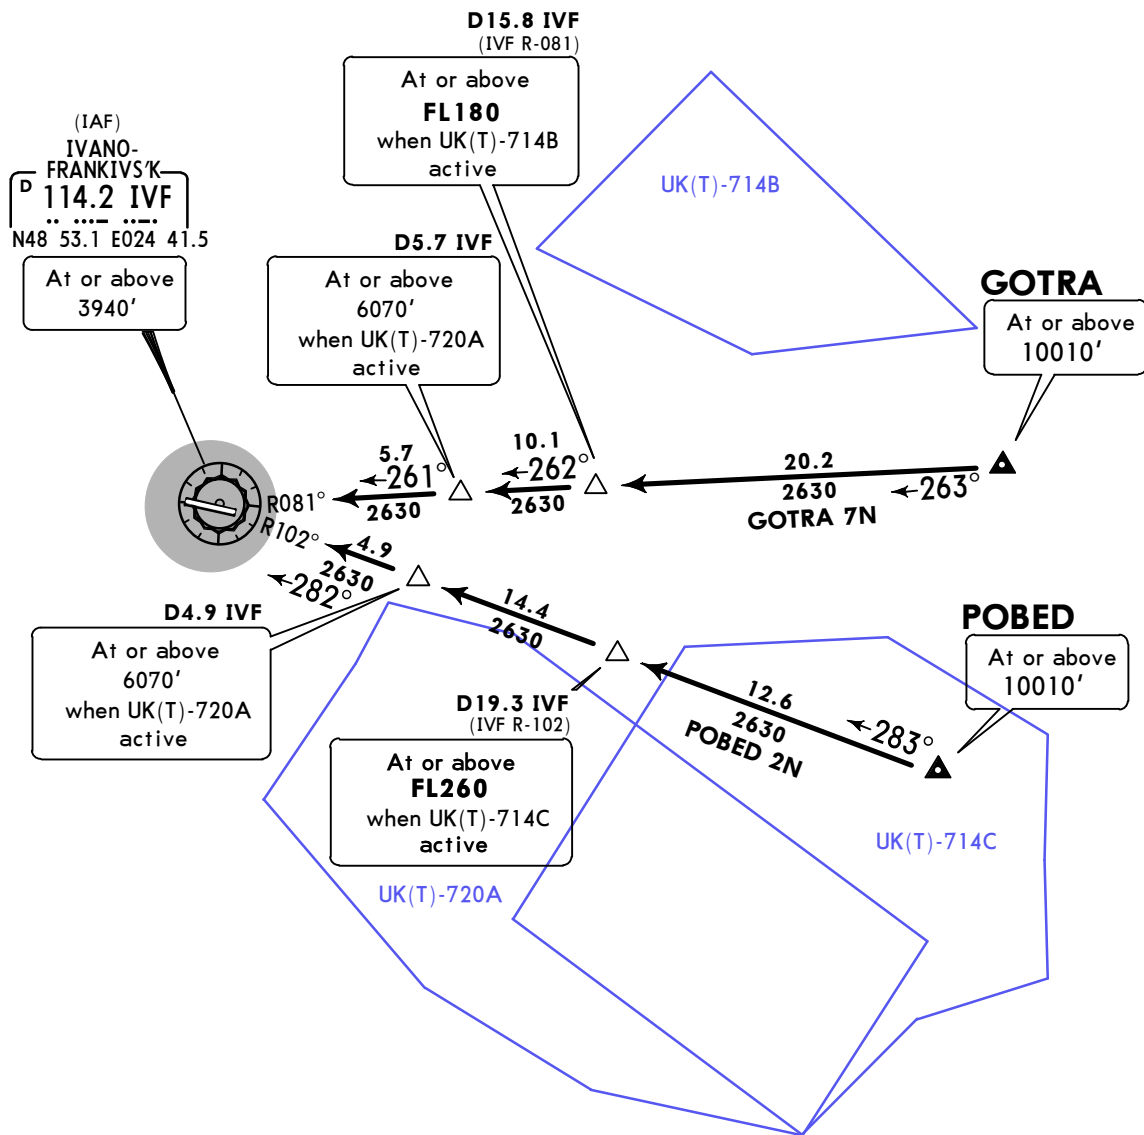 D15.8 IVF
(IVF R-081)
At or above
FL180
when UK(T)-714B
active
(IAF)
IVANO-
FRANKIVS'K
D 114.2 IVF
N48 53.1 E024 41.5
At or above
3940'
UK(T)-714B
D5.7 IVF
At or above
6070'
when UK(T)-720A
active
GOTRA
At or above
10010'
5.7
261°
2630
10.1
262°
2630
20.2
2630
263°
GOTRA 7N
R081°
R102°
4.9
2630
282°
D4.9 IVF
At or above
6070'
when UK(T)-720A
active
14.4
2630
D19.3 IVF
(IVF R-102)
At or above
FL260
when UK(T)-714C
active
POBED
At or above
10010'
12.6
2630
283°
POBED 2N
UK(T)-714C
UK(T)-720A